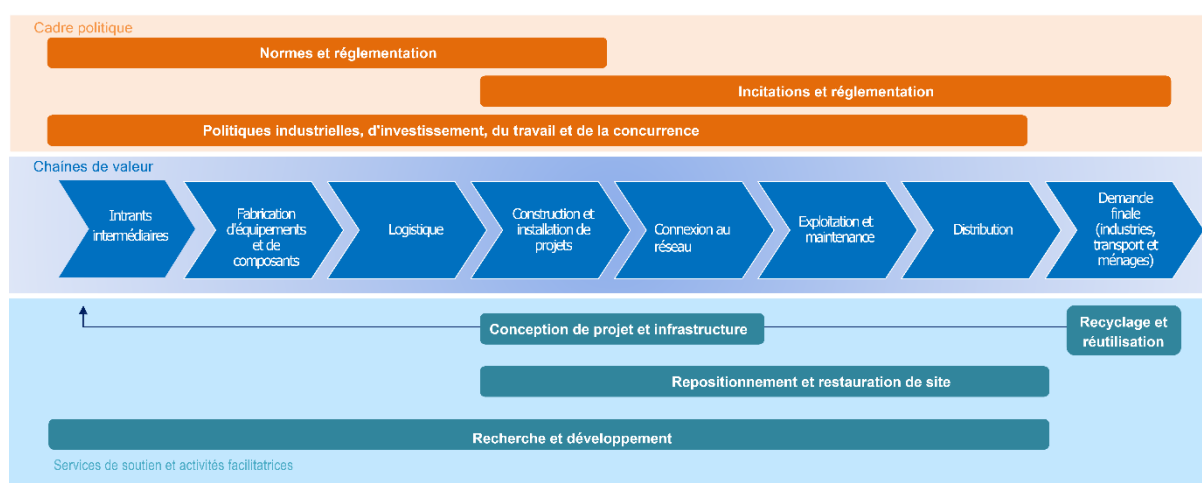 Cadre politique
Normes et réglementation
Incitations et réglementation
Politiques industrielles, d'investissement, du travail et de la concurrence
Chaînes de valeur
Intrants
intermédiaires
Fabrication
d'équipements
et de
composants
Logistique
Construction et
installation de
projets
Connexion au
réseau
Exploitation et
maintenance
Distribution
Demande
finale
(industries,
transport et
ménages)
Conception de projet et infrastructure
Recyclage et
réutilisation
Repositionnement et restauration de site
Recherche et développement
Services de soutien et activités facilitatrices